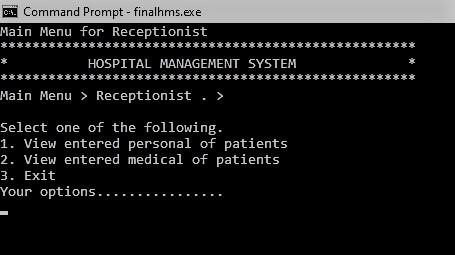 Command Prompt - finalhms.exe
Main Menu for Receptionist
****************************************************
*          HOSPITAL MANAGEMENT SYSTEM              *
****************************************************
Main Menu > Receptionist . >
Select one of the following.
1. View entered personal of patients
2. View entered medical of patients
3. Exit
Your options................